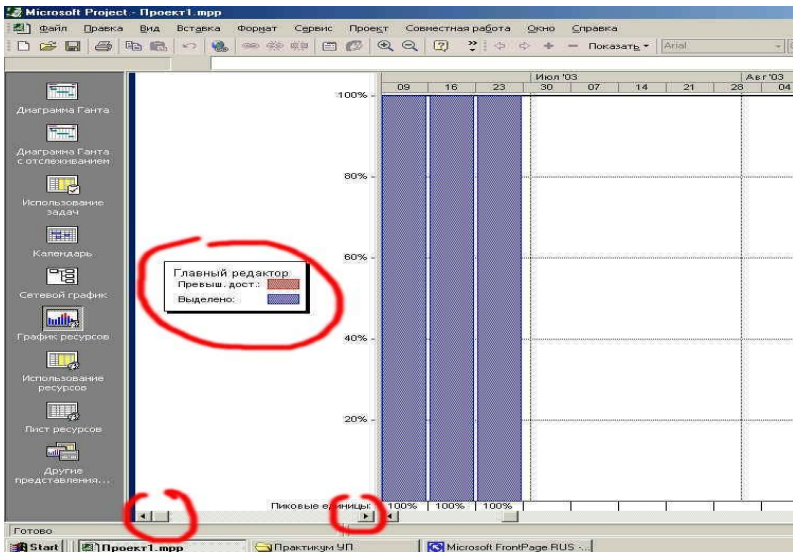 Microsoft Project - Проект1.mpp
Файл Правка Вид Вставка Формат Сервис Проект Совместная работа Окно Справка
Показать Arial
Июл '03 Авг '03
09 16 23 30 07 14 21 28 04
Диаграмма Ганта
Диаграмма Ганта
с отслеживанием
Использование
задач
Календарь
Сетевой график
График ресурсов
Использование
ресурсов
Лист ресурсов
Другие
представления...
100%
80%
60%
40%
20%
Главный редактор
Превыш. дост.:
Выделено:
Пиковые единицы: 100% 100% 100%
Готово
Start Проект1.mpp Практикум УП Microsoft FrontPage RUS -...